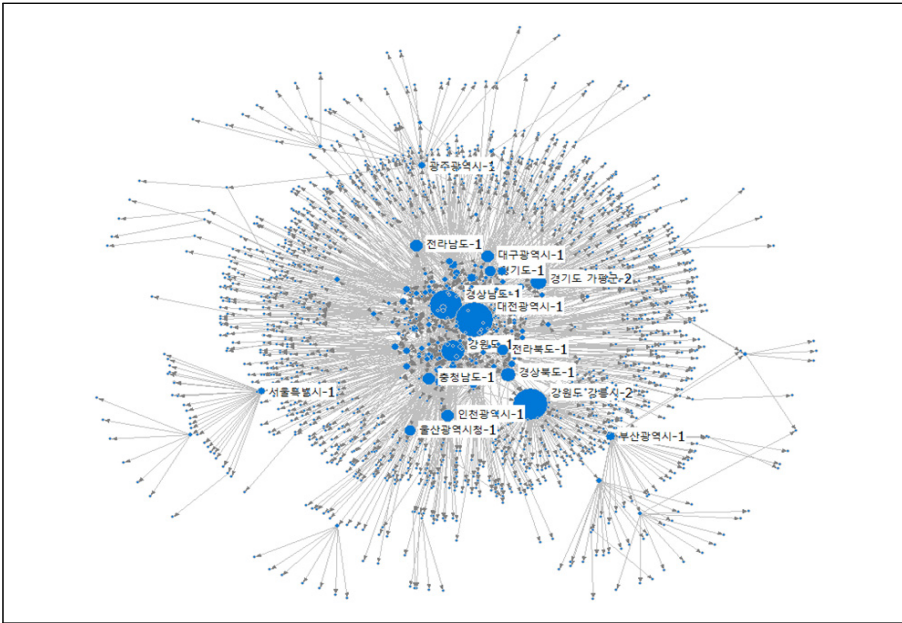 광주광역시-1
전라남도-1
대구광역시-1
경기도-1
경기도 가평군-2
경상남도-1
대전광역시-1
강원도-1
전라북도-1
충청남도-1
경상북도-1
서울특별시-1
강원도 강릉시-2
인천광역시-1
울산광역시청-1
부산광역시-1